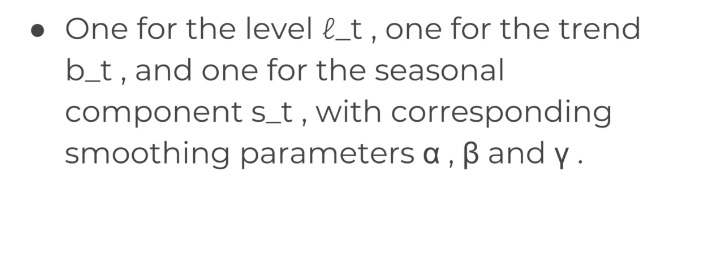 ● One for the level ℓ_t , one for the trend
b_t , and one for the seasonal
component s_t , with corresponding
smoothing parameters α , β and γ .